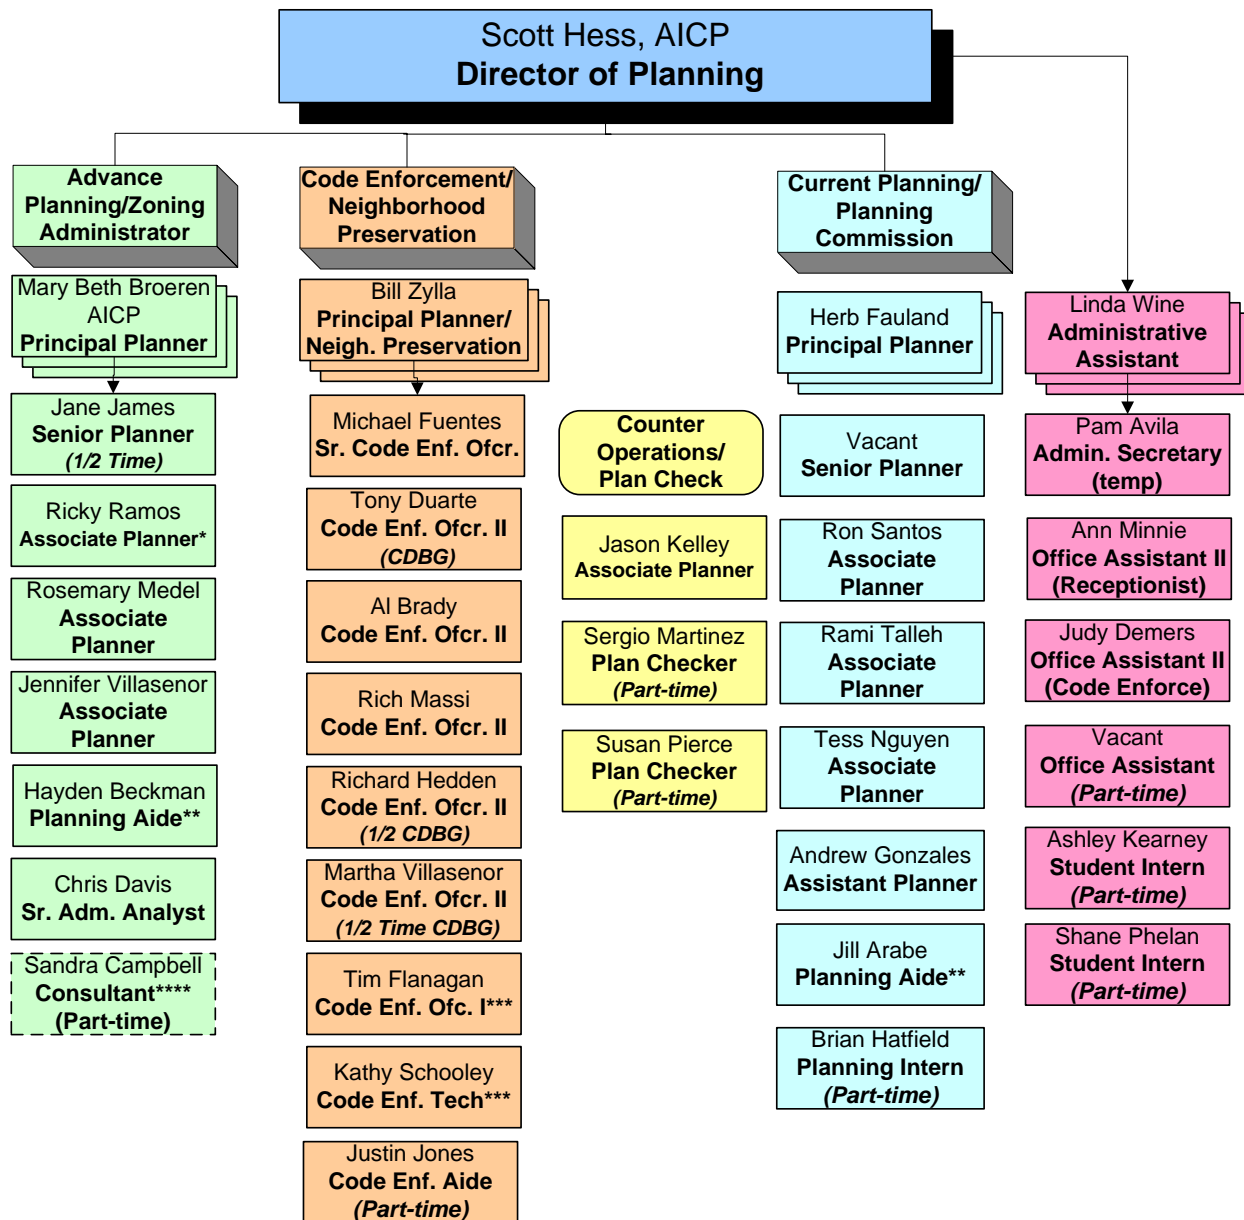 Scott Hess, AICP
Director of Planning
Advance
Planning/Zoning
Administrator
Mary Beth Broeren
AICP
Principal Planner
Jane James
Senior Planner
(1/2 Time)
Ricky Ramos
Associate Planner*
Rosemary Medel
Associate
Planner
Jennifer Villasenor
Associate
Planner
Hayden Beckman
Planning Aide**
Chris Davis
Sr. Adm. Analyst
Sandra Campbell
Consultant****
(Part-time)
Code Enforcement/
Neighborhood
Preservation
Bill Zylla
Principal Planner/
Neigh. Preservation
Michael Fuentes
Sr. Code Enf. Ofcr.
Tony Duarte
Code Enf. Ofcr. II
(CDBG)
Al Brady
Code Enf. Ofcr. II
Rich Massi
Code Enf. Ofcr. II
Richard Hedden
Code Enf. Ofcr. II
(1/2 CDBG)
Martha Villasenor
Code Enf. Ofcr. II
(1/2 Time CDBG)
Tim Flanagan
Code Enf. Ofc. I***
Kathy Schooley
Code Enf. Tech***
Justin Jones
Code Enf. Aide
(Part-time)
Counter
Operations/
Plan Check
Jason Kelley
Associate Planner
Sergio Martinez
Plan Checker
(Part-time)
Susan Pierce
Plan Checker
(Part-time)
Current Planning/
Planning
Commission
Herb Fauland
Principal Planner
Vacant
Senior Planner
Ron Santos
Associate
Planner
Rami Talleh
Associate
Planner
Tess Nguyen
Associate
Planner
Andrew Gonzales
Assistant Planner
Jill Arabe
Planning Aide**
Brian Hatfield
Planning Intern
(Part-time)
Linda Wine
Administrative
Assistant
Pam Avila
Admin. Secretary
(temp)
Ann Minnie
Office Assistant II
(Receptionist)
Judy Demers
Office Assistant II
(Code Enforce)
Vacant
Office Assistant
(Part-time)
Ashley Kearney
Student Intern
(Part-time)
Shane Phelan
Student Intern
(Part-time)